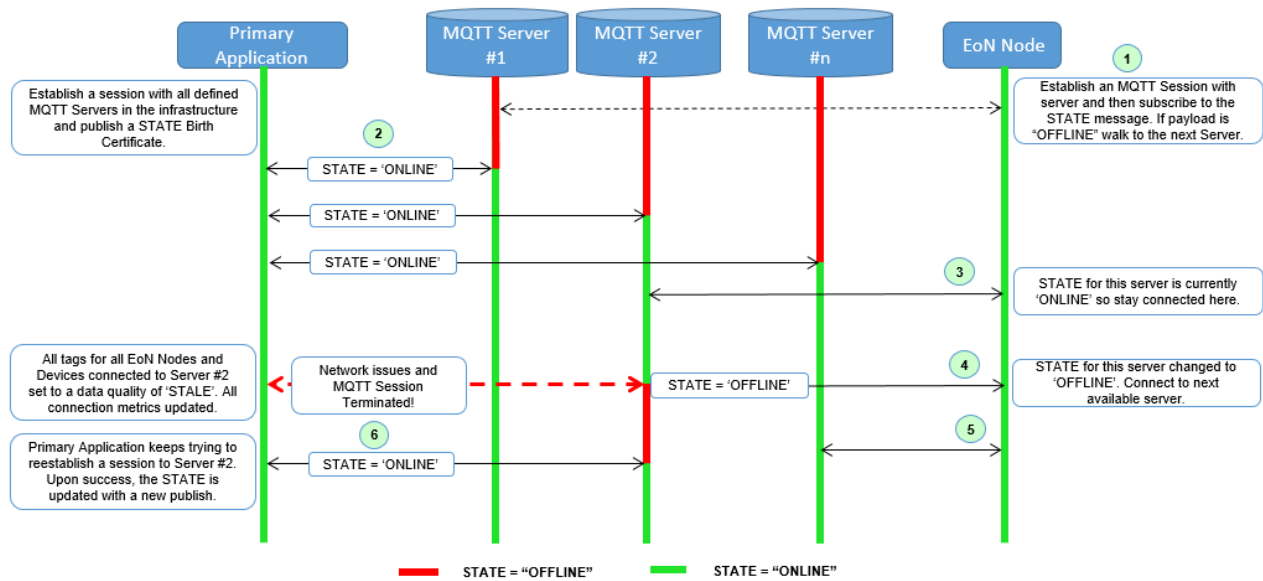 Primary
Application
MQTT Server
#1
MQTT Server
#2
MQTT Server
#n
EoN Node
1
Establish a session with all defined
MQTT Servers in the infrastructure
and publish a STATE Birth
Certificate.
Establish an MQTT Session with
server and then subscribe to the
STATE message. If payload is
“OFFLINE” walk to the next Server.
2
STATE = ‘ONLINE’
STATE = ‘ONLINE’
STATE = ‘ONLINE’
3
STATE for this server is currently
‘ONLINE’ so stay connected here.
All tags for all EoN Nodes and
Devices connected to Server #2
set to a data quality of ‘STALE’. All
connection metrics updated.
Network issues and
MQTT Session
Terminated!
STATE = ‘OFFLINE’
4
STATE for this server changed to
‘OFFLINE’. Connect to next
available server.
5
6
Primary Application keeps trying to
reestablish a session to Server #2.
Upon success, the STATE is
updated with a new publish.
STATE = ‘ONLINE’
STATE = “OFFLINE”
STATE = “ONLINE”